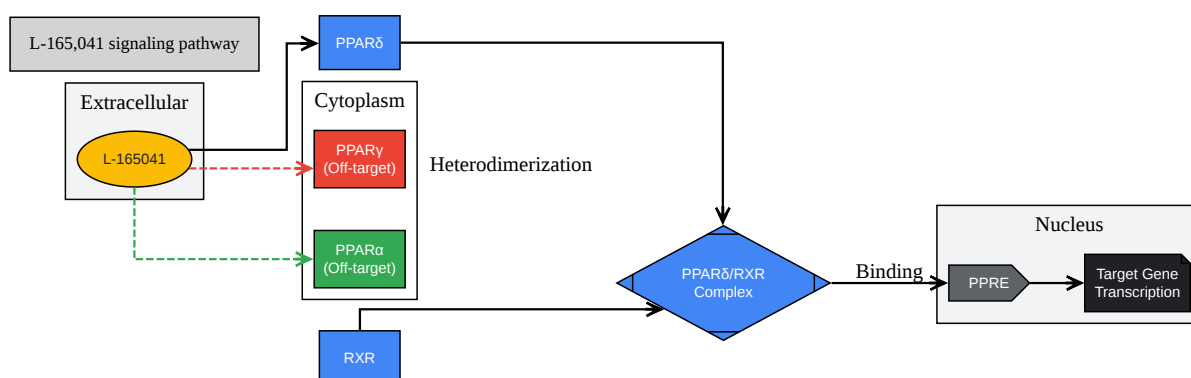 L-165,041 signaling pathway
PPARδ
Extracellular
L-165041
Cytoplasm
PPARγ
(Off-target)
PPARα
(Off-target)
Heterodimerization
RXR
PPARδ/RXR
Complex
Binding
Nucleus
PPRE
Target Gene
Transcription